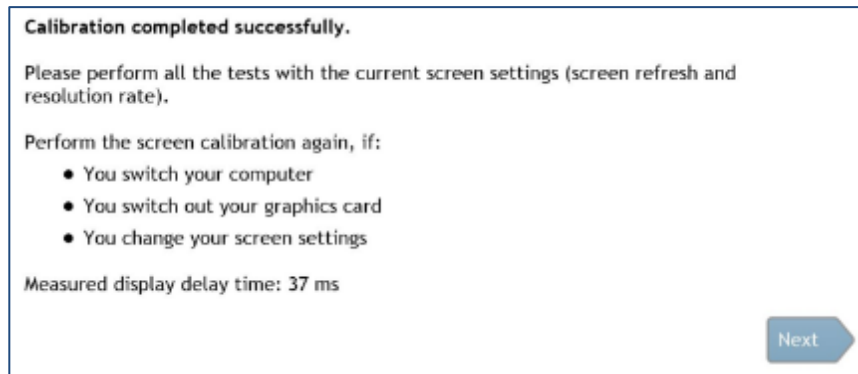 Calibration completed successfully.
Please perform all the tests with the current screen settings (screen refresh and
resolution rate).
Perform the screen calibration again, if:
● You switch your computer
● You switch out your graphics card
● You change your screen settings
Measured display delay time: 37 ms
Next